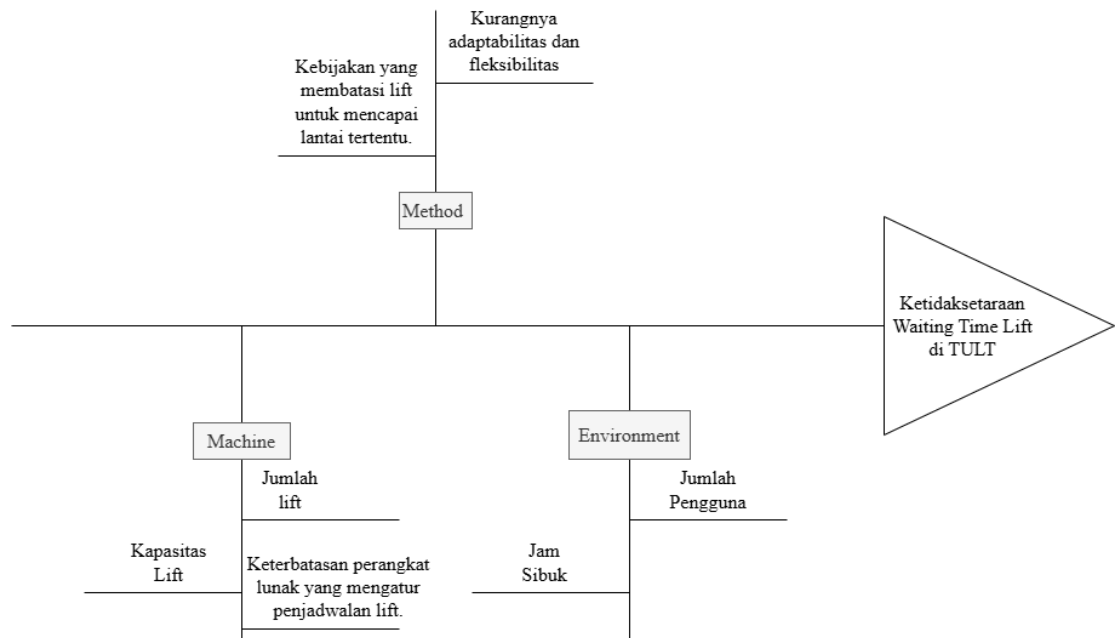 Kurangnya
adaptabilitas dan
fleksibilitas
Kebijakan yang
membatasi lift
untuk mencapai
lantai tertentu.
Method
Ketidaksetaraan
Waiting Time Lift
di TULT
Machine
Environment
Jumlah
lift
Jumlah
Pengguna
Kapasitas
Lift
Keterbatasan perangkat
lunak yang mengatur
penjadwalan lift.
Jam
Sibuk